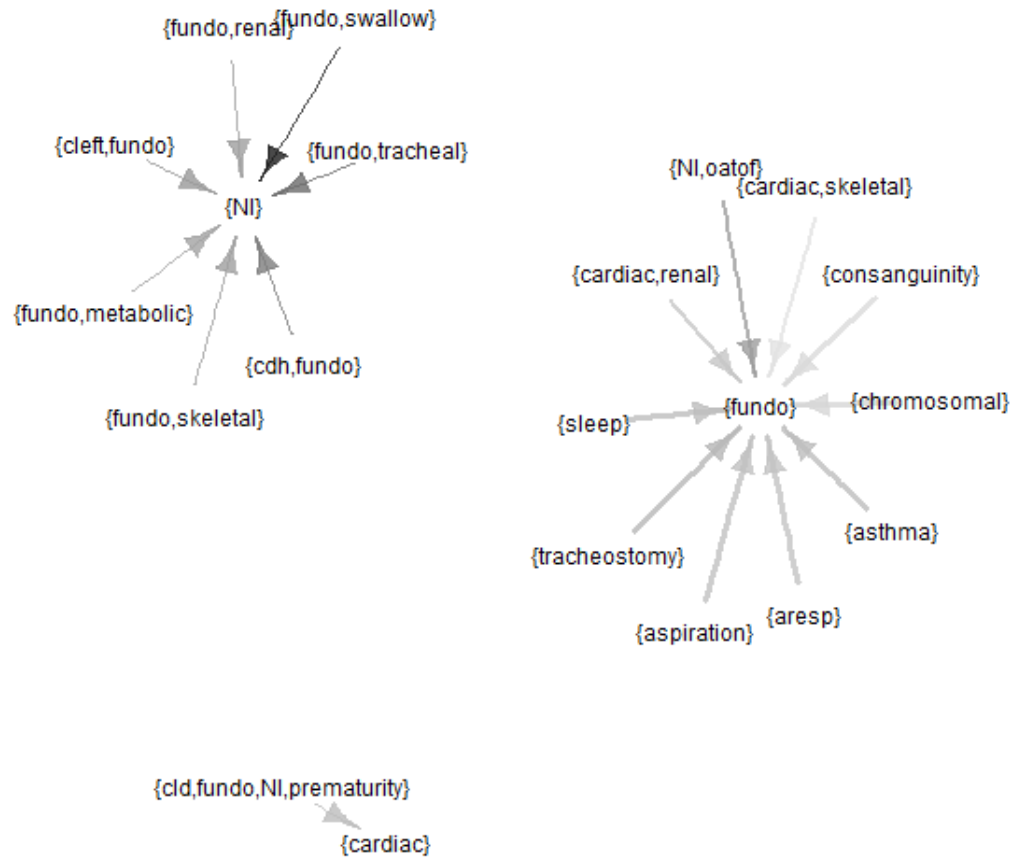 {fundo,renal}
{fundo,swallow}
{cleft,fundo}
{fundo,tracheal}
{NI}
{fundo,metabolic}
{cdh,fundo}
{fundo,skeletal}
{NI,oatof}
{cardiac,skeletal}
{cardiac,renal}
{consanguinity}
{fundo}
{chromosomal}
{sleep}
{asthma}
{tracheostomy}
{aresp}
{aspiration}
{cld,fundo,NI,prematurity}
{cardiac}